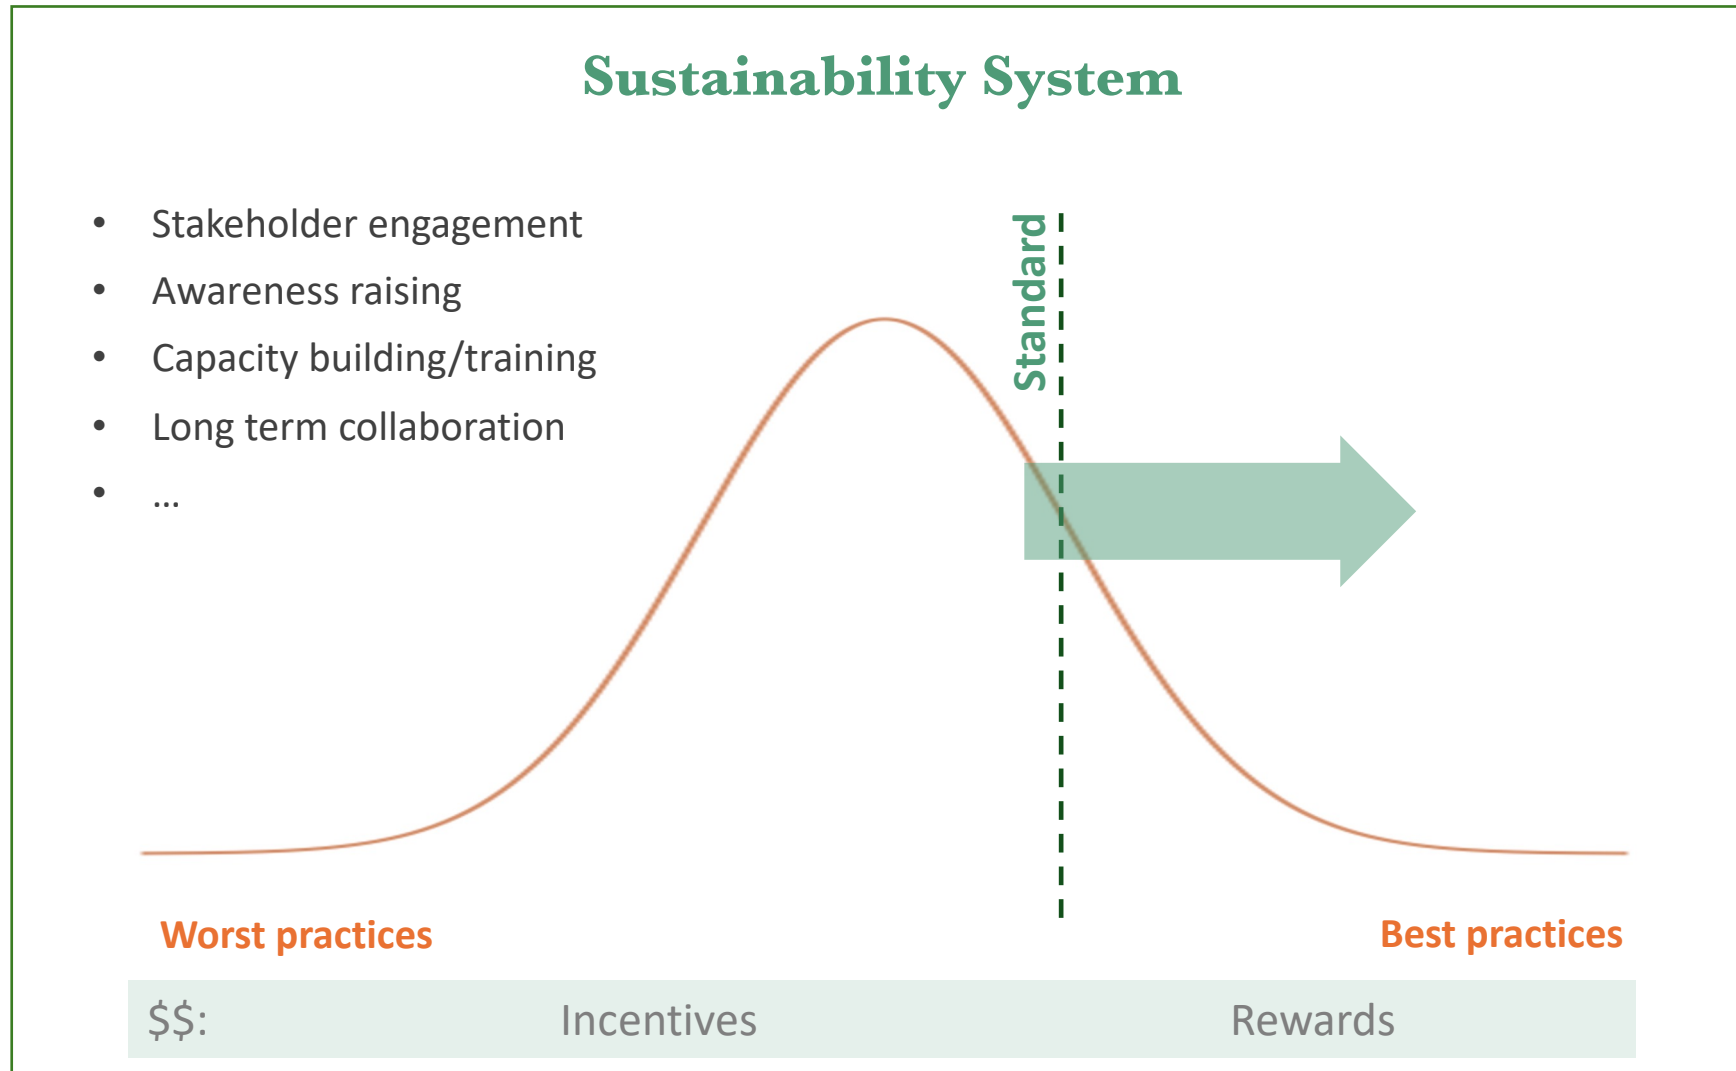 Sustainability System
• Stakeholder engagement
• Awareness raising
• Capacity building/training
• Long term collaboration
• ...
Standard
Worst practices
Best practices
$$:
Incentives
Rewards